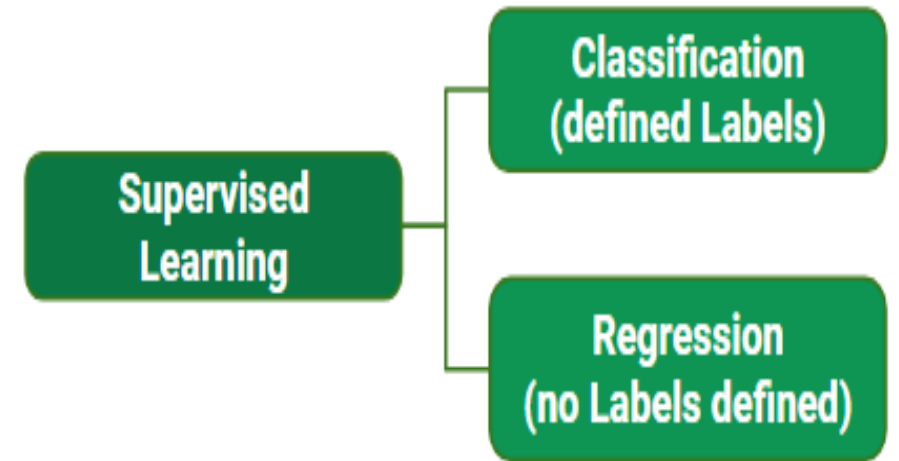 Supervised
Learning
Classification
(defined Labels)
Regression
(no Labels defined)